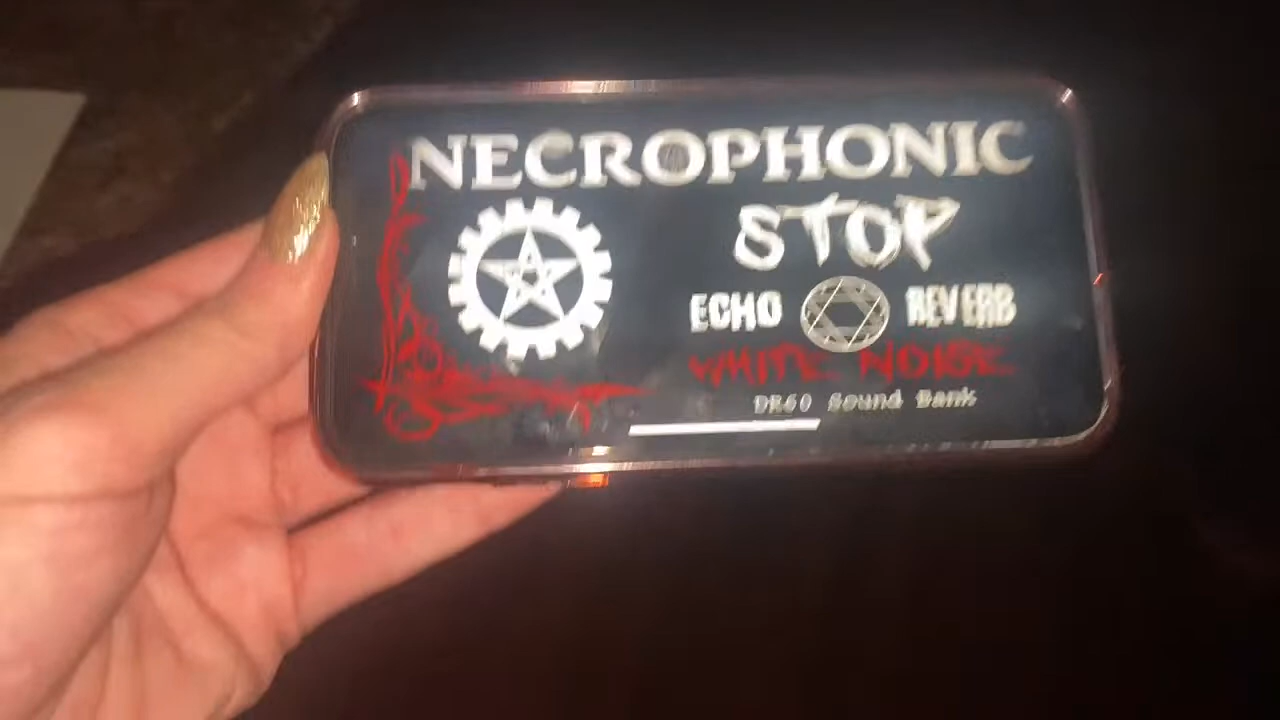 NECROPHONIC
STOP
ECHO REVERB
WHITE NOISE
DR60 Sound Bank